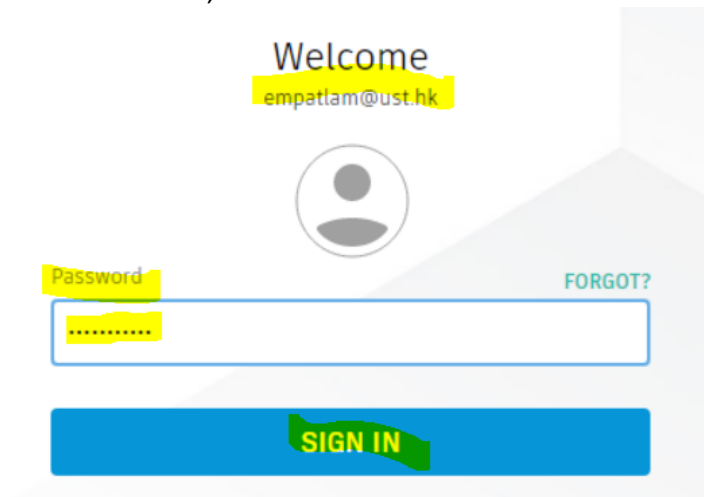 Welcome
empatlam@ust.hk
Password
FORGOT?
...........
SIGN IN